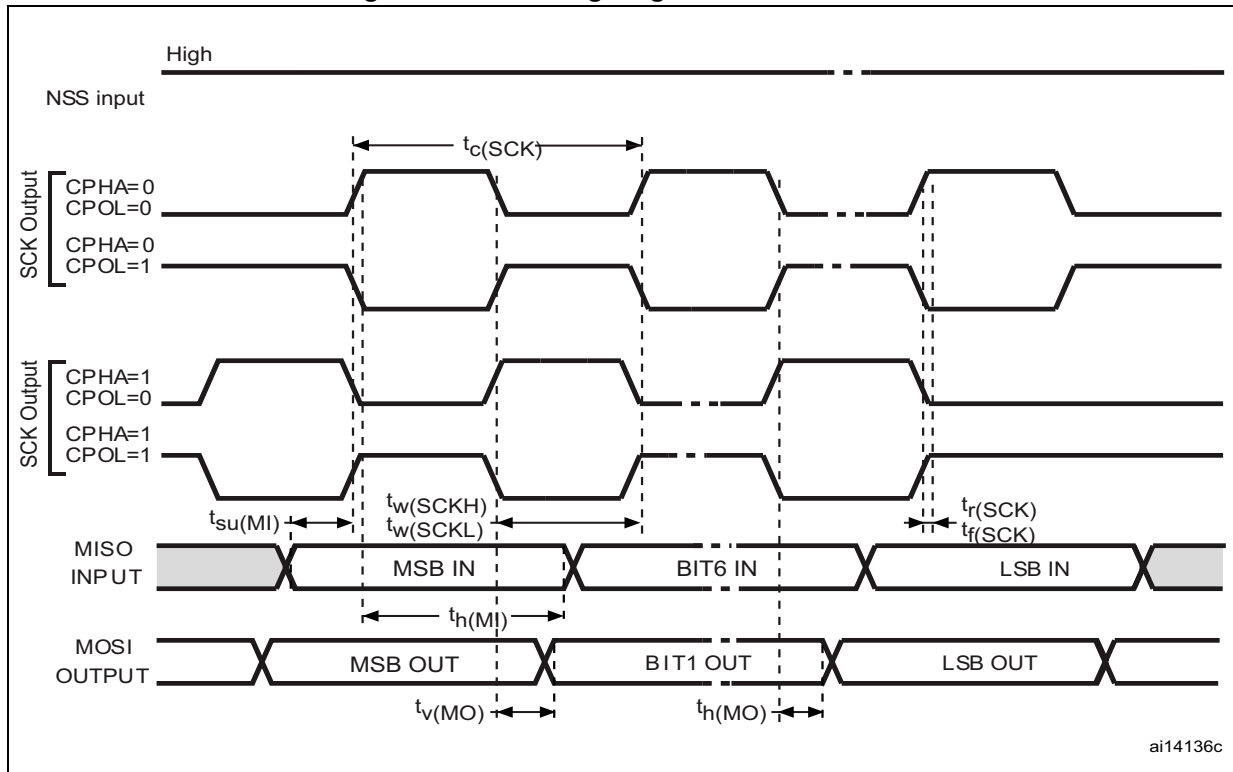 High
NSS input
tc(SCK)
SCK Output
CPHA=0
CPOL=0
CPHA=0
CPOL=1
SCK Output
CPHA=1
CPOL=0
CPHA=1
CPOL=1
tsu(MI)
tw(SCKH)
tw(SCKL)
tr(SCK)
tf(SCK)
MISO
INPUT
MSB IN
BIT6 IN
LSB IN
th(MI)
MOSI
OUTPUT
MSB OUT
BIT1 OUT
LSB OUT
tv(MO)
th(MO)
ai14136c